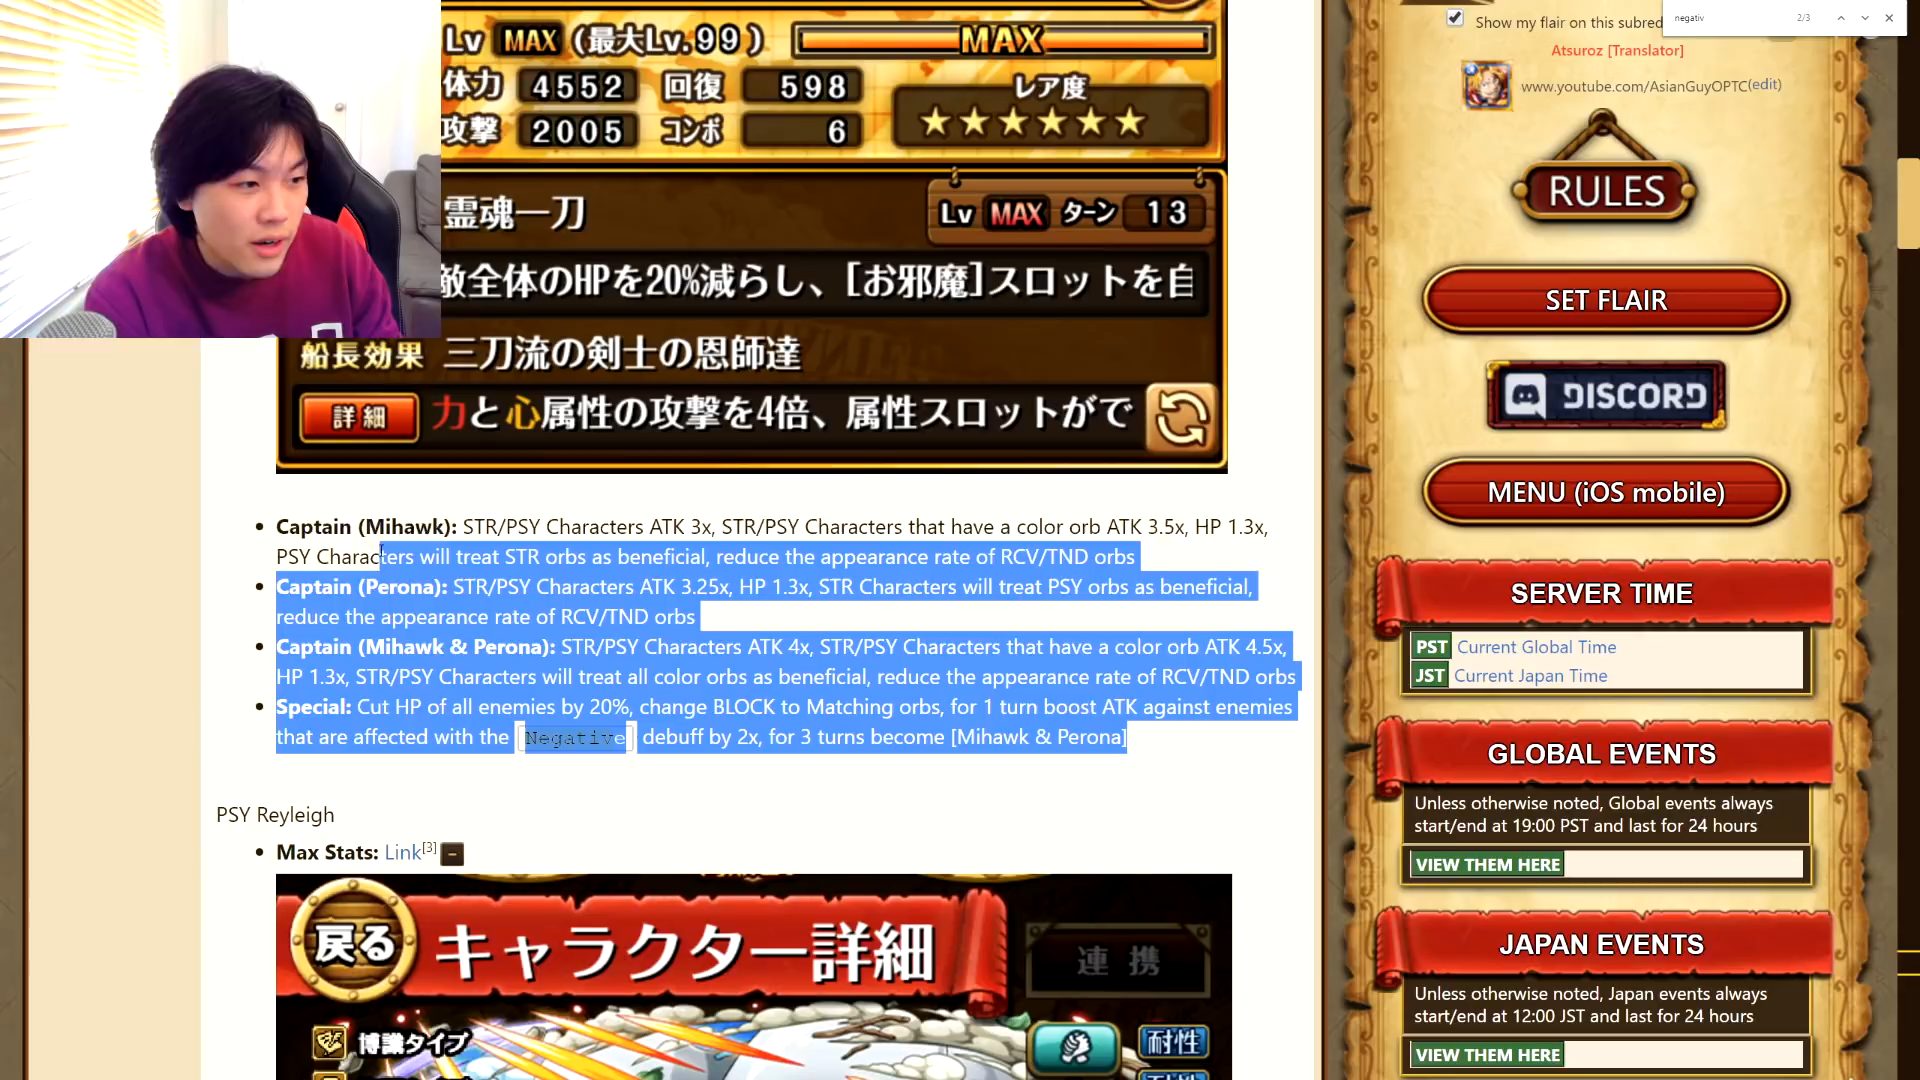 negativ
2/3
Show my flair on this subred
Atsuroz [Translator]
www.youtube.com/AsianGuyOPTC(edit)
Lv MAX (最大Lv.99)
MAX
体力 4552 回復 598
レア度
攻撃 2005 コンボ 6
霊魂一刀
Lv MAX ターン 13
敵全体のHPを20%減らし、[お邪魔]スロットを自
船長効果 三刀流の剣士の恩師達
詳細 力と心属性の攻撃を4倍、属性スロットがで
Captain (Mihawk): STR/PSY Characters ATK 3x, STR/PSY Characters that have a color orb ATK 3.5x, HP 1.3x,
PSY Characters will treat STR orbs as beneficial, reduce the appearance rate of RCV/TND orbs
Captain (Perona): STR/PSY Characters ATK 3.25x, HP 1.3x, STR Characters will treat PSY orbs as beneficial,
reduce the appearance rate of RCV/TND orbs
Captain (Mihawk & Perona): STR/PSY Characters ATK 4x, STR/PSY Characters that have a color orb ATK 4.5x,
HP 1.3x, STR/PSY Characters will treat all color orbs as beneficial, reduce the appearance rate of RCV/TND orbs
Special: Cut HP of all enemies by 20%, change BLOCK to Matching orbs, for 1 turn boost ATK against enemies
that are affected with the Negative debuff by 2x, for 3 turns become [Mihawk & Perona]
PSY Reyleigh
Max Stats: Link[3]
戻る キャラクター詳細 連携
博識タイプ
耐性
RULES
SET FLAIR
DISCORD
MENU (iOS mobile)
SERVER TIME
PST Current Global Time
JST Current Japan Time
GLOBAL EVENTS
Unless otherwise noted, Global events always
start/end at 19:00 PST and last for 24 hours
VIEW THEM HERE
JAPAN EVENTS
Unless otherwise noted, Japan events always
start/end at 12:00 JST and last for 24 hours
VIEW THEM HERE